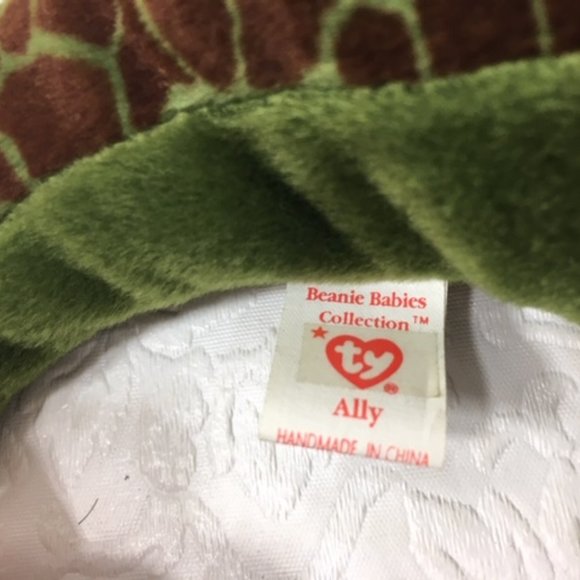 Beanie Babies
Collection™
ty®
Ally
HANDMADE IN CHINA